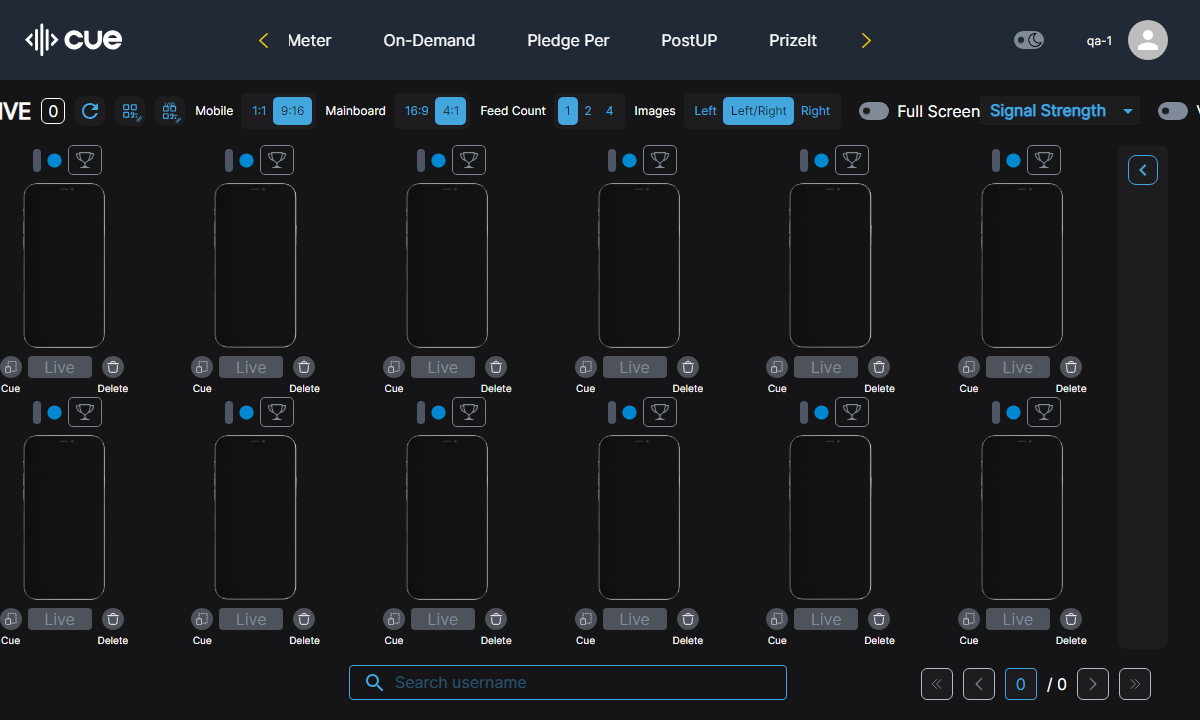 cue
Meter On-Demand Pledge Per PostUP PrizeIt qa-1
IVE 0 Mobile 1:1 9:16 Mainboard 16:9 4:1 Feed Count 1 2 4 Images Left Left/Right Right Full Screen Signal Strength
Live Live Live Live Live Live
Cue Delete Cue Delete Cue Delete Cue Delete Cue Delete Cue Delete
Live Live Live Live Live Live
Cue Delete Cue Delete Cue Delete Cue Delete Cue Delete Cue Delete
Search username 0 / 0